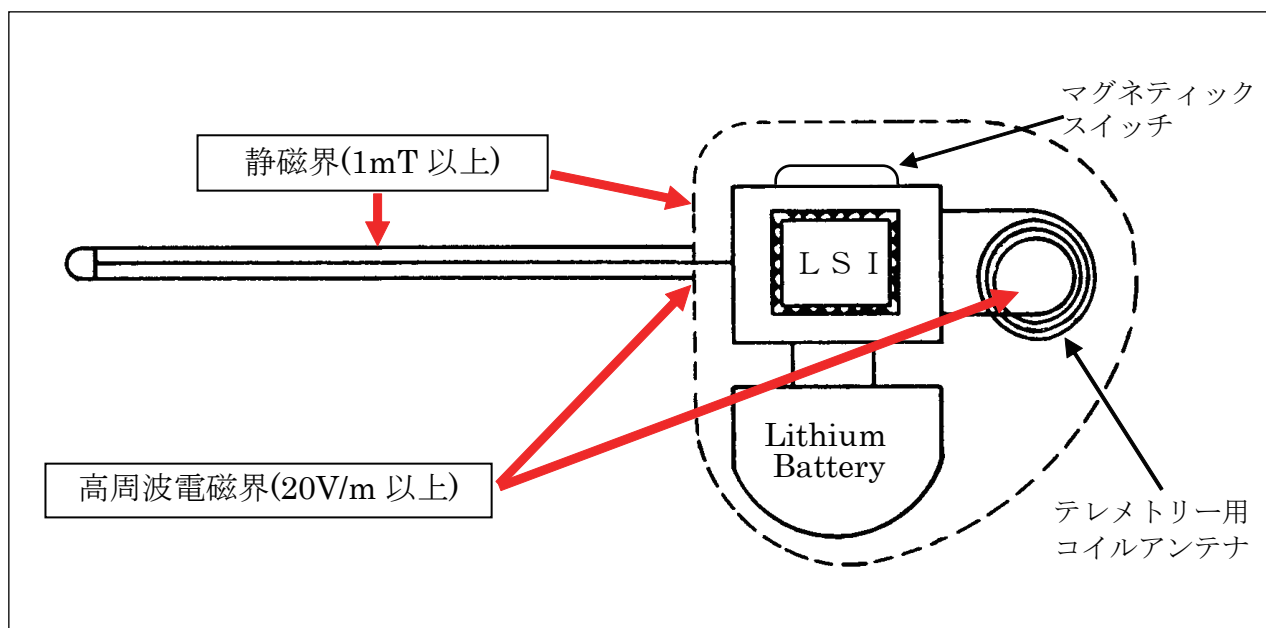 マグネティック
スイッチ
静磁界(1mT 以上)
ＬＳＩ
Lithium
Battery
高周波電磁界(20V/m 以上)
テレメトリー用
コイルアンテナ